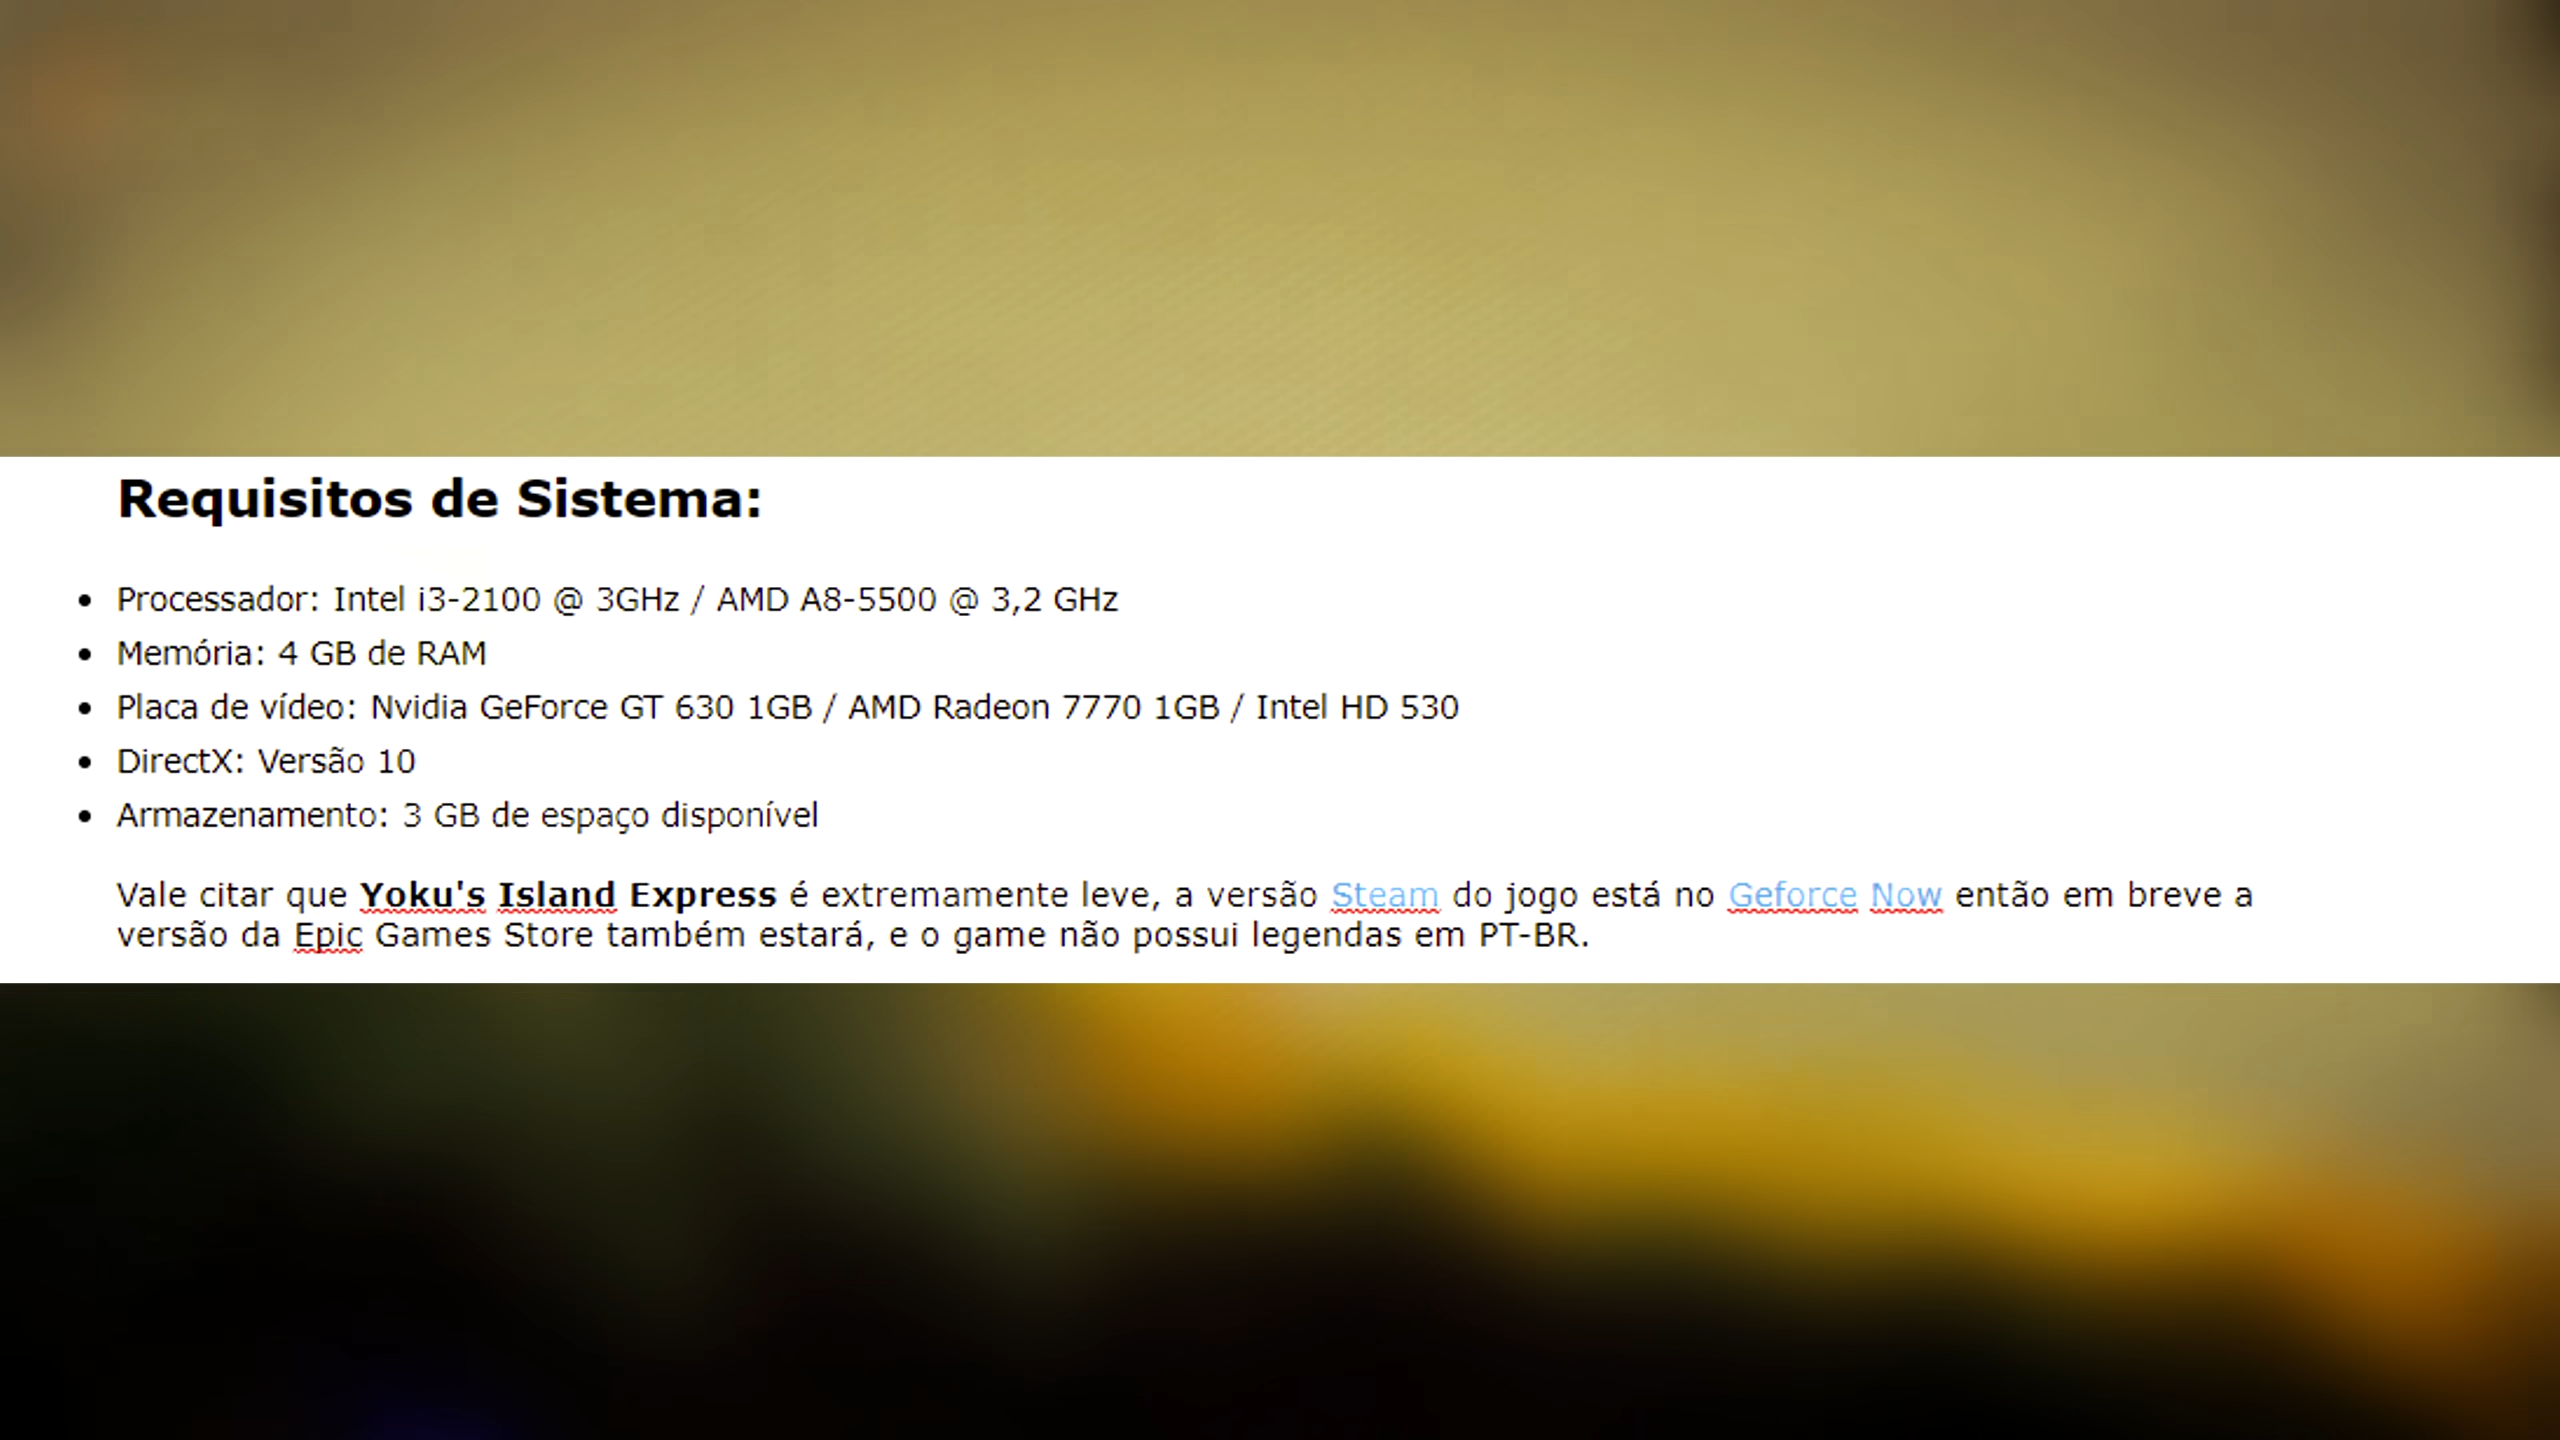 Requisitos de Sistema:
• Processador: Intel i3-2100 @ 3GHz / AMD A8-5500 @ 3,2 GHz
• Memória: 4 GB de RAM
• Placa de vídeo: Nvidia GeForce GT 630 1GB / AMD Radeon 7770 1GB / Intel HD 530
• DirectX: Versão 10
• Armazenamento: 3 GB de espaço disponível
Vale citar que Yoku's Island Express é extremamente leve, a versão Steam do jogo está no Geforce Now então em breve a
versão da Epic Games Store também estará, e o game não possui legendas em PT-BR.